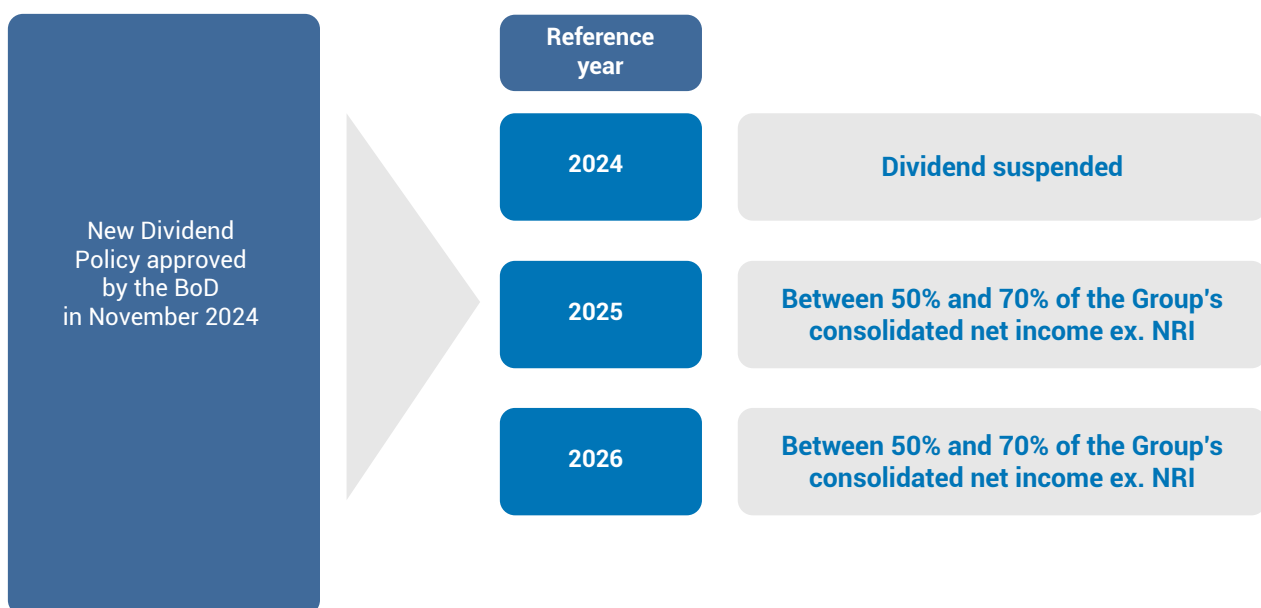 New Dividend
Policy approved
by the BoD
in November 2024
Reference
year
2024
Dividend suspended
2025
Between 50% and 70% of the Group's
consolidated net income ex. NRI
2026
Between 50% and 70% of the Group's
consolidated net income ex. NRI